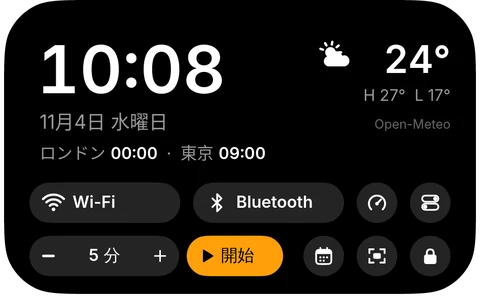 10:08
24°
H 27° L 17°
11月4日 水曜日
Open-Meteo
ロンドン 00:00 · 東京 09:00
Wi-Fi
Bluetooth
5 分
開始